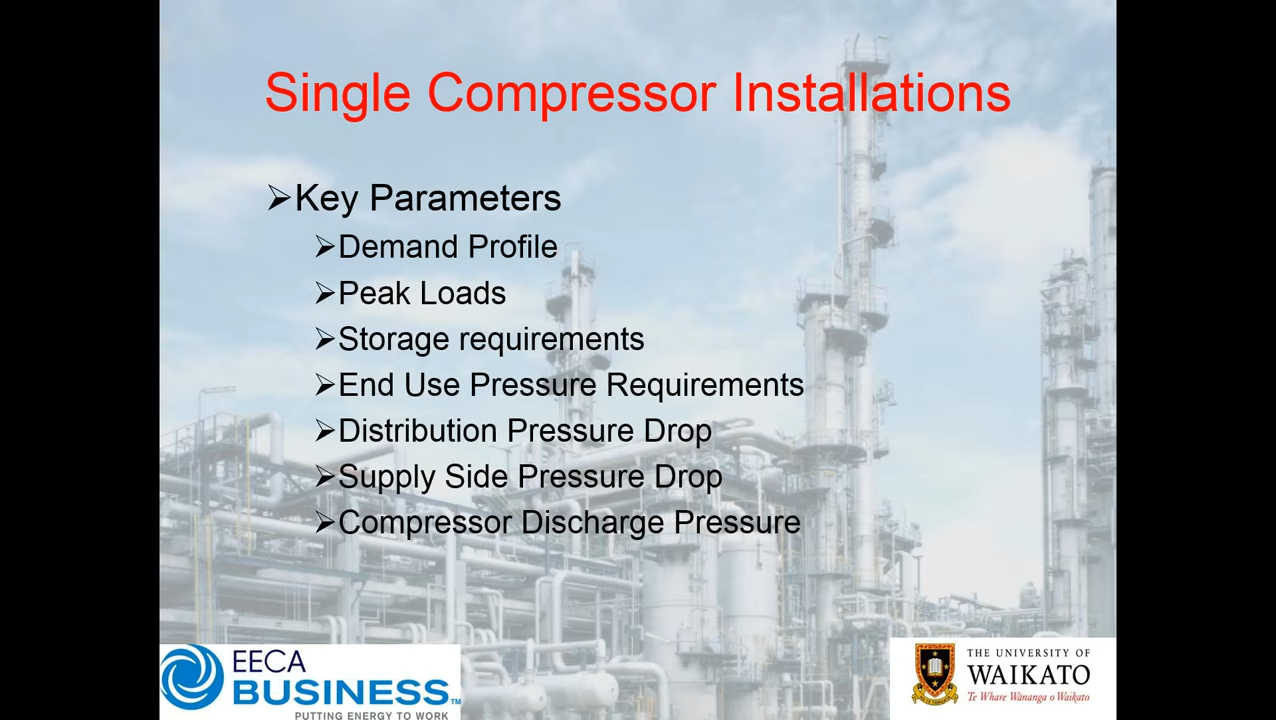 Single Compressor Installations
➢Key Parameters
➢Demand Profile
➢Peak Loads
➢Storage requirements
➢End Use Pressure Requirements
➢Distribution Pressure Drop
➢Supply Side Pressure Drop
➢Compressor Discharge Pressure
EECA
BUSINESS™
PUTTING ENERGY TO WORK
THE UNIVERSITY OF
WAIKATO
Te Whare Wānanga o Waikato